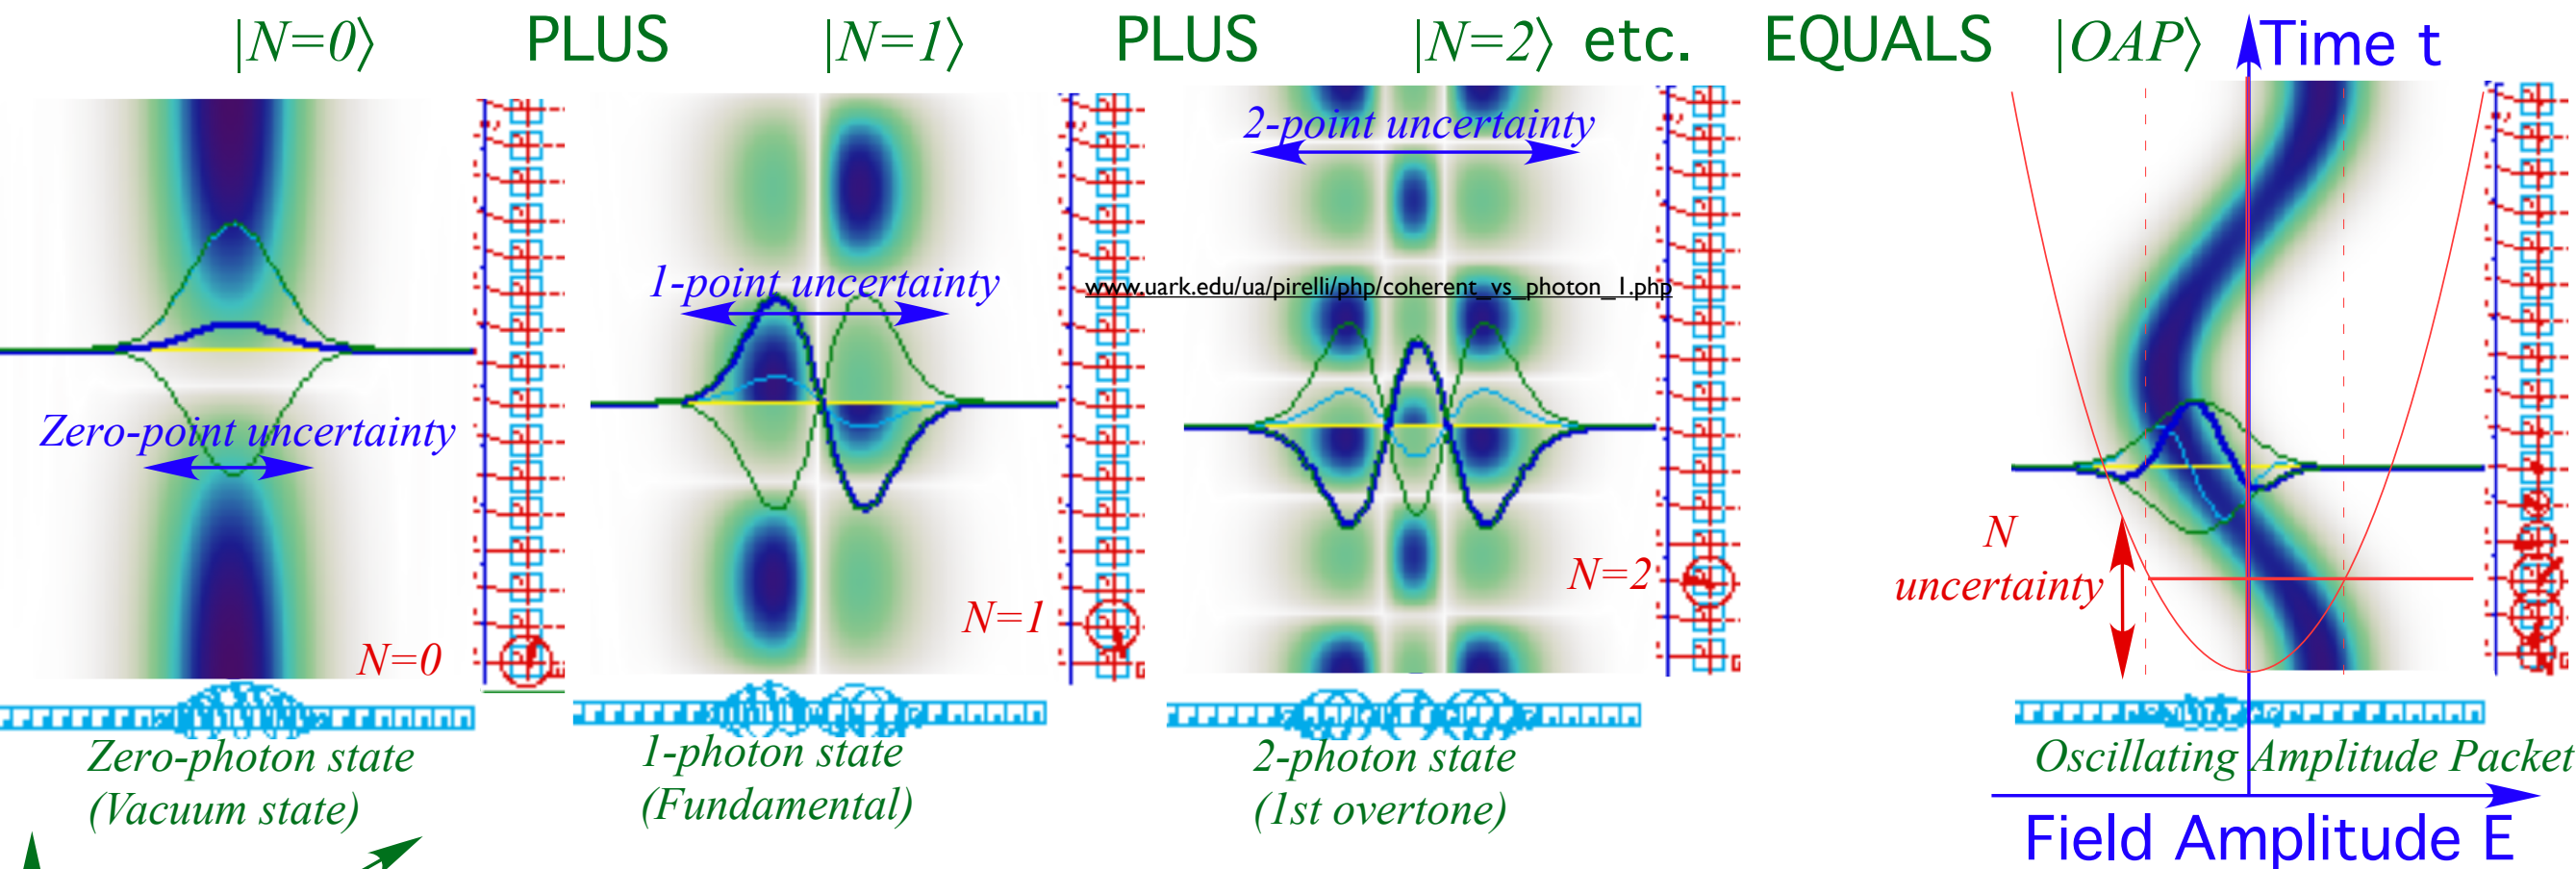 |N=0⟩ PLUS |N=1⟩ PLUS |N=2⟩ etc. EQUALS |OAP⟩ Time t
Zero-point uncertainty
N=0
Zero-photon state
(Vacuum state)
1-point uncertainty
N=1
1-photon state
(Fundamental)
2-point uncertainty
www.uark.edu/ua/pirelli/php/coherent_vs_photon_1.php
N=2
2-photon state
(1st overtone)
N
uncertainty
Oscillating Amplitude Packet
Field Amplitude E